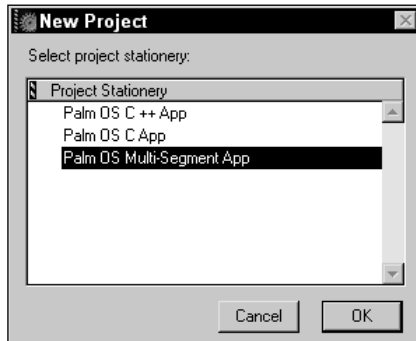 New Project
Select project stationery:
Project Stationery
Palm OS C ++ App
Palm OS C App
Palm OS Multi-Segment App
Cancel
OK